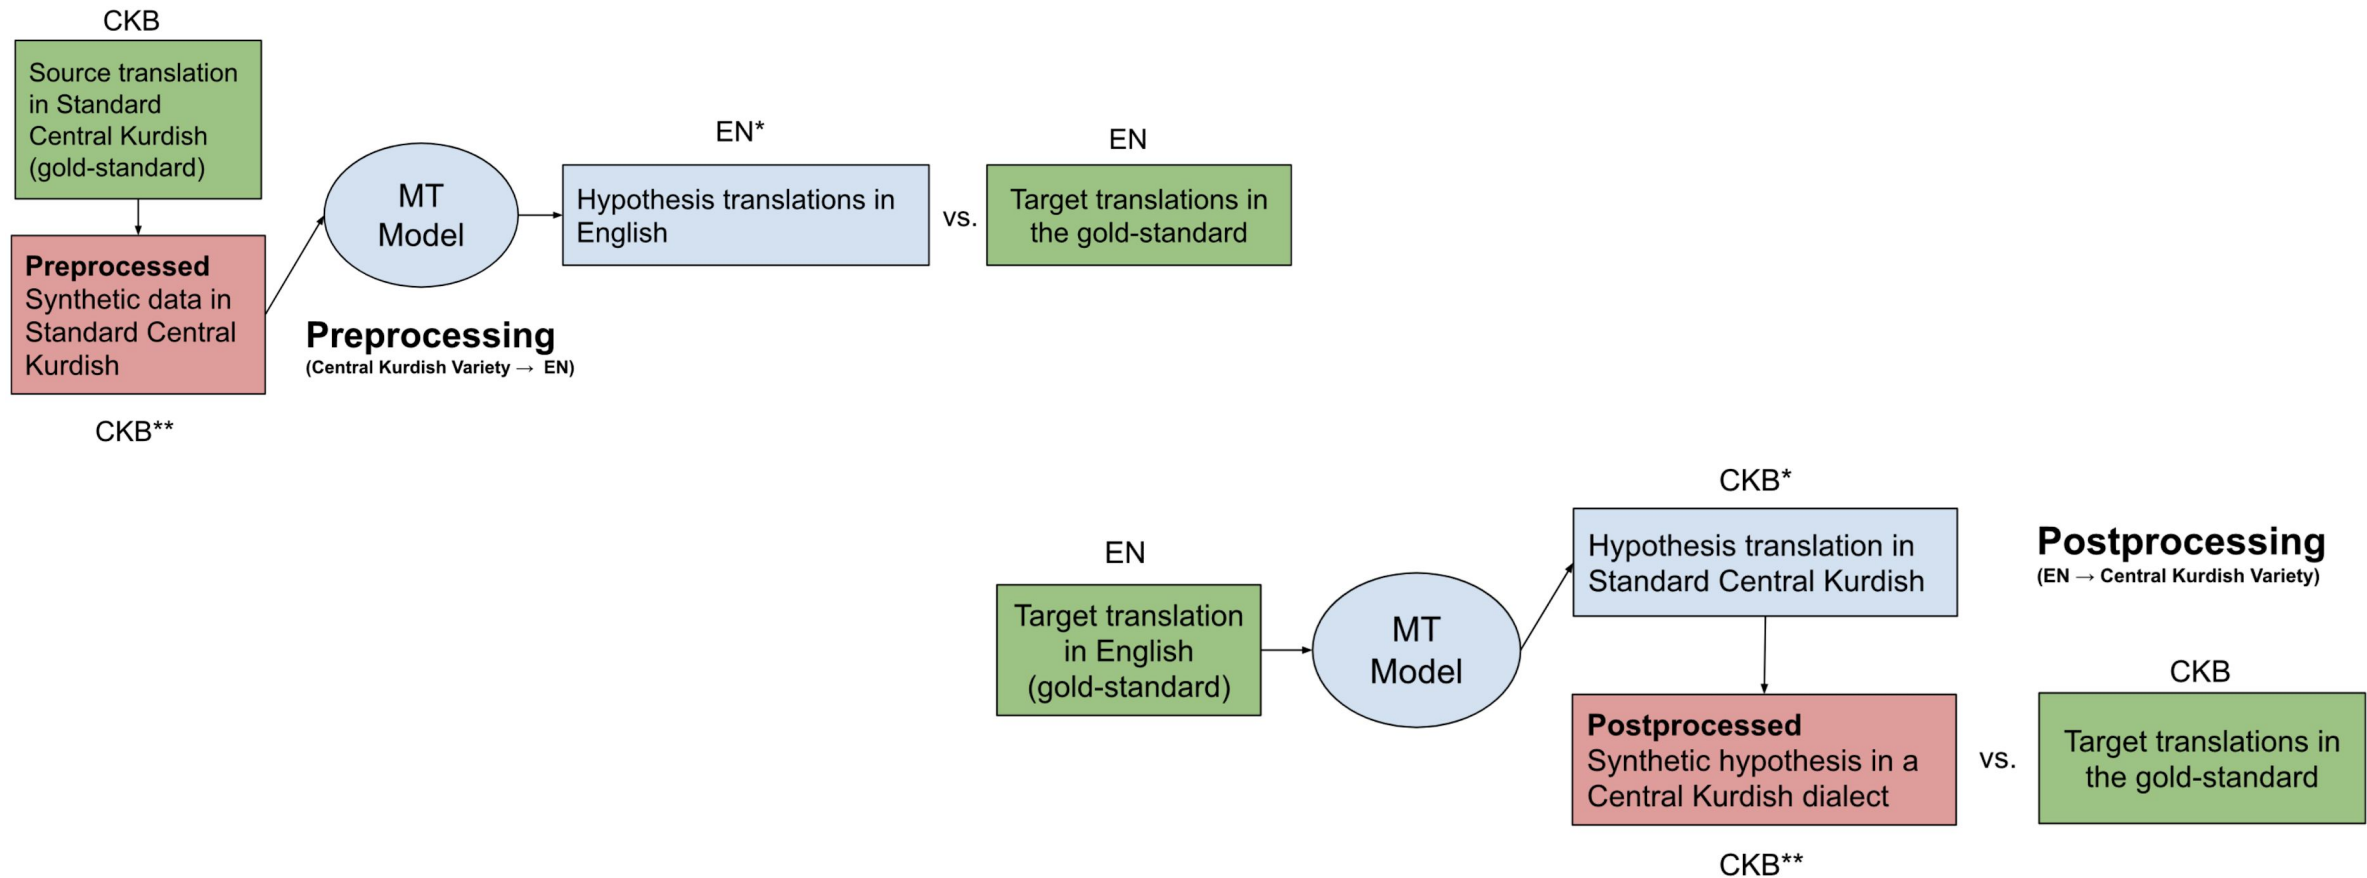 CKB
Source translation
in Standard
Central Kurdish
(gold-standard)
Preprocessed
Synthetic data in
Standard Central
Kurdish
CKB**
MT
Model
Preprocessing
(Central Kurdish Variety → EN)
EN*
Hypothesis translations in
English
vs.
EN
Target translations in
the gold-standard
EN
Target translation
in English
(gold-standard)
MT
Model
CKB*
Hypothesis translation in
Standard Central Kurdish
Postprocessing
(EN → Central Kurdish Variety)
Postprocessed
Synthetic hypothesis in a
Central Kurdish dialect
CKB**
vs.
CKB
Target translations in
the gold-standard